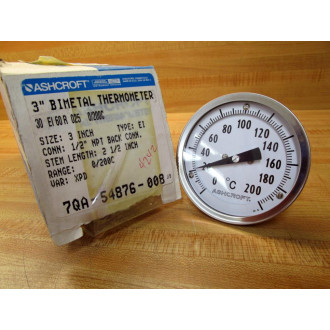 ASHCROFT
3" BIMETAL THERMOMETER
30 EI 60 R 025 0/200C
SIZE: 3 INCH TYPE: EI
CONN: 1/2" NPT BACK CONN.
STEM LENGTH: 2 1/2 INCH
RANGE: 0/200C
VAR: XPD
7QA 54876-008
0 20 40 60 80 100 120 140 160 180 200
°C
ASHCROFT